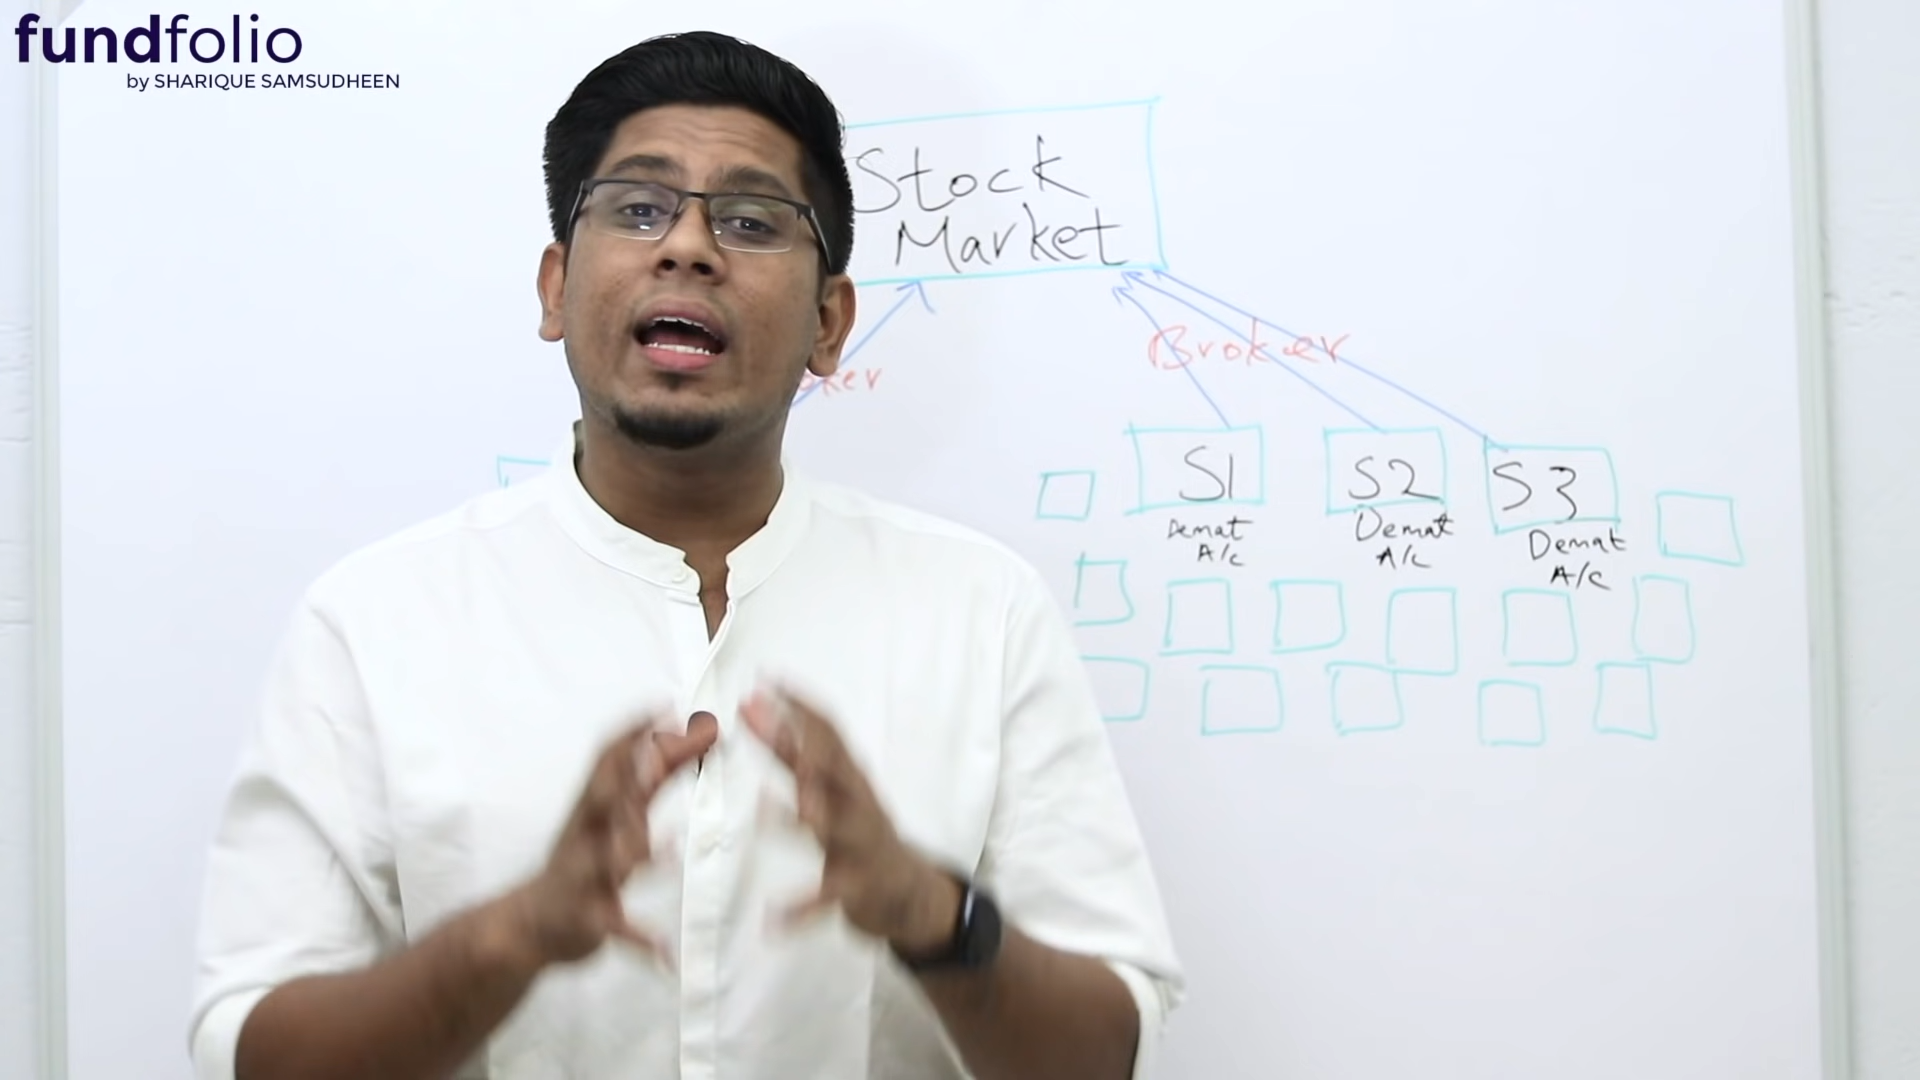 fundfolio
by SHARIQUE SAMSUDHEEN
Stock
Market
Broker
S1
S2
S3
Demat
A/c
Demat
A/c
Demat
A/c